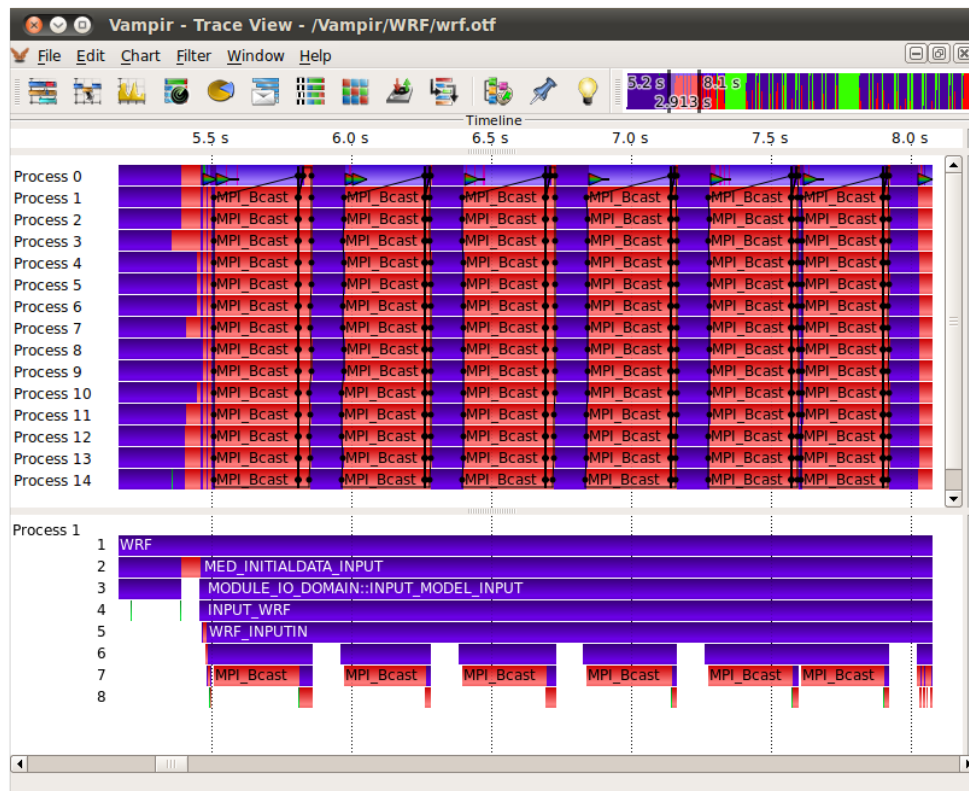 Vampir - Trace View - /Vampir/WRF/wrf.otf
File Edit Chart Filter Window Help
5.2 s 8.1 s
2.913 s
Timeline
5.5 s 6.0 s 6.5 s 7.0 s 7.5 s 8.0 s
Process 0
Process 1 MPI_Bcast MPI_Bcast MPI_Bcast MPI_Bcast MPI_Bcast MPI_Bcast
Process 2 MPI_Bcast MPI_Bcast MPI_Bcast MPI_Bcast MPI_Bcast MPI_Bcast
Process 3 MPI_Bcast MPI_Bcast MPI_Bcast MPI_Bcast MPI_Bcast MPI_Bcast
Process 4 MPI_Bcast MPI_Bcast MPI_Bcast MPI_Bcast MPI_Bcast MPI_Bcast
Process 5 MPI_Bcast MPI_Bcast MPI_Bcast MPI_Bcast MPI_Bcast MPI_Bcast
Process 6 MPI_Bcast MPI_Bcast MPI_Bcast MPI_Bcast MPI_Bcast MPI_Bcast
Process 7 MPI_Bcast MPI_Bcast MPI_Bcast MPI_Bcast MPI_Bcast MPI_Bcast
Process 8 MPI_Bcast MPI_Bcast MPI_Bcast MPI_Bcast MPI_Bcast MPI_Bcast
Process 9 MPI_Bcast MPI_Bcast MPI_Bcast MPI_Bcast MPI_Bcast MPI_Bcast
Process 10 MPI_Bcast MPI_Bcast MPI_Bcast MPI_Bcast MPI_Bcast MPI_Bcast
Process 11 MPI_Bcast MPI_Bcast MPI_Bcast MPI_Bcast MPI_Bcast MPI_Bcast
Process 12 MPI_Bcast MPI_Bcast MPI_Bcast MPI_Bcast MPI_Bcast MPI_Bcast
Process 13 MPI_Bcast MPI_Bcast MPI_Bcast MPI_Bcast MPI_Bcast MPI_Bcast
Process 14 MPI_Bcast MPI_Bcast MPI_Bcast MPI_Bcast MPI_Bcast MPI_Bcast
Process 1
1 WRF
2 MED_INITIALDATA_INPUT
3 MODULE_IO_DOMAIN::INPUT_MODEL_INPUT
4 INPUT_WRF
5 WRF_INPUTIN
6
7 MPI_Bcast MPI_Bcast MPI_Bcast MPI_Bcast MPI_Bcast MPI_Bcast
8